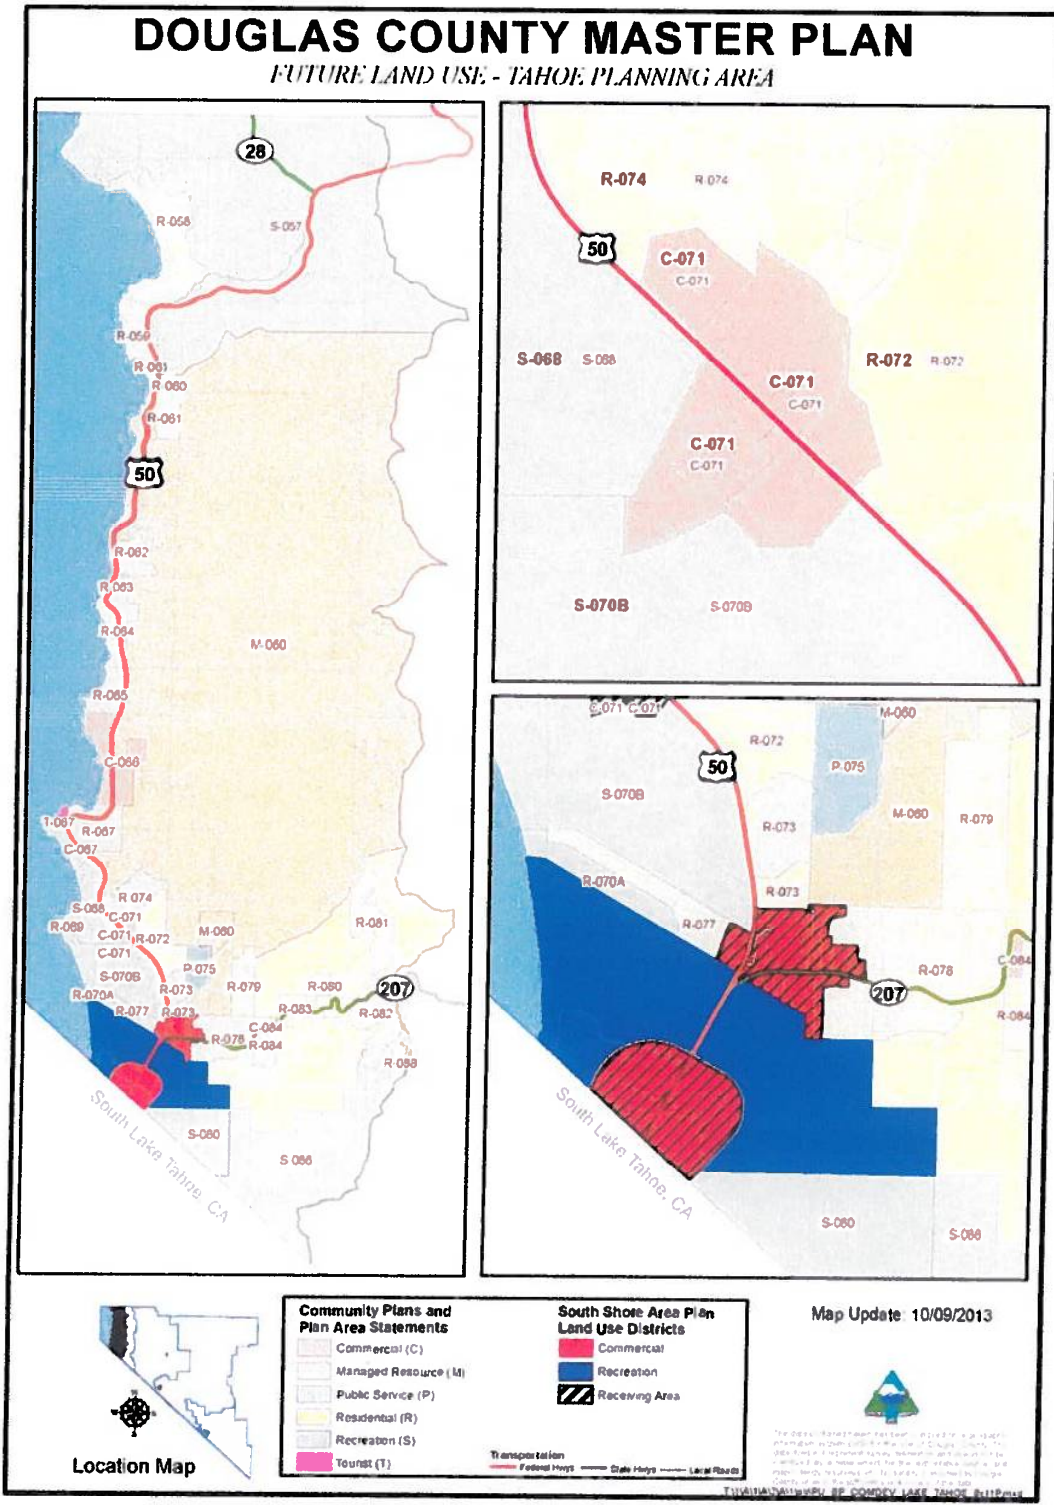 DOUGLAS COUNTY MASTER PLAN
FUTURE LAND USE - TAHOE PLANNING AREA
28
R-058
S-057
R-059
R-061
R-060
R-061
50
R-062
R-063
R-064
M-060
R-065
C-066
T-067
R-067
C-067
R-074
S-068
C-071
R-069
C-071
R-072
M-060
R-081
C-071
P-075
S-070B
R-079
R-080
207
R-070A
R-073
R-083
R-082
R-077
R-073
C-084
R-076
R-084
R-088
S-080
S-086
South Lake Tahoe, CA
R-074
R-074
50
C-071
C-071
S-068
S-068
C-071
C-071
R-072
R-072
C-071
C-071
S-070B
S-070B
C-071
C-071
M-060
R-072
50
P-075
S-070B
M-060
R-079
R-073
R-070A
R-073
R-077
C-084
R-078
207
R-084
South Lake Tahoe, CA
S-080
S-086
Location Map
Community Plans and
Plan Area Statements
Commercial (C)
Managed Resource (M)
Public Service (P)
Residential (R)
Recreation (S)
Tourist (T)
South Shore Area Plan
Land Use Districts
Commercial
Recreation
Receiving Area
Transportation
Federal Hwys
State Hwys
Local Roads
Map Update: 10/09/2013